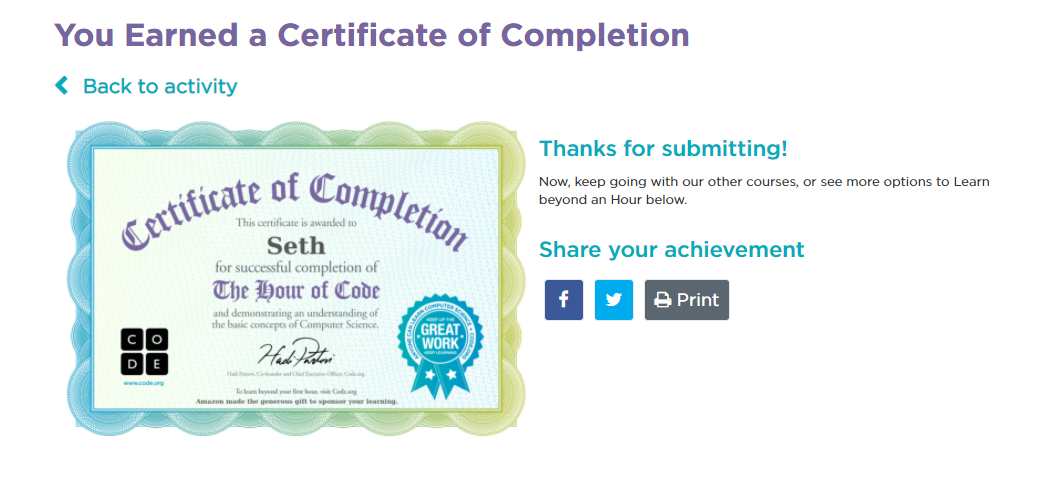 You Earned a Certificate of Completion
Back to activity
Certificate of Completion
This certificate is awarded to
Seth
for successful completion of
The Hour of Code
and demonstrating an understanding of
the basic concepts of Computer Science.
C O
D E
www.code.org
Hadi Partovi
Hadi Partovi, Co-founder and Chief Executive Officer, Code.org
To learn beyond your first hour, visit Code.org
Amazon made the generous gift to sponsor your learning.
ANYONE CAN LEARN COMPUTER SCIENCE • CODE.ORG •
KEEP UP THE
GREAT
WORK
KEEP LEARNING
Thanks for submitting!
Now, keep going with our other courses, or see more options to Learn
beyond an Hour below.
Share your achievement
f
Print